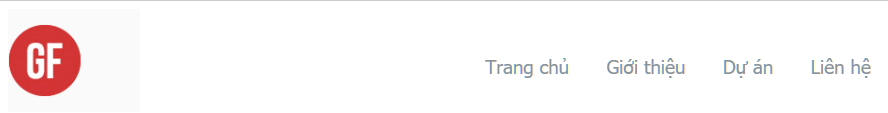 GF
Trang chủ Giới thiệu Dự án Liên hệ